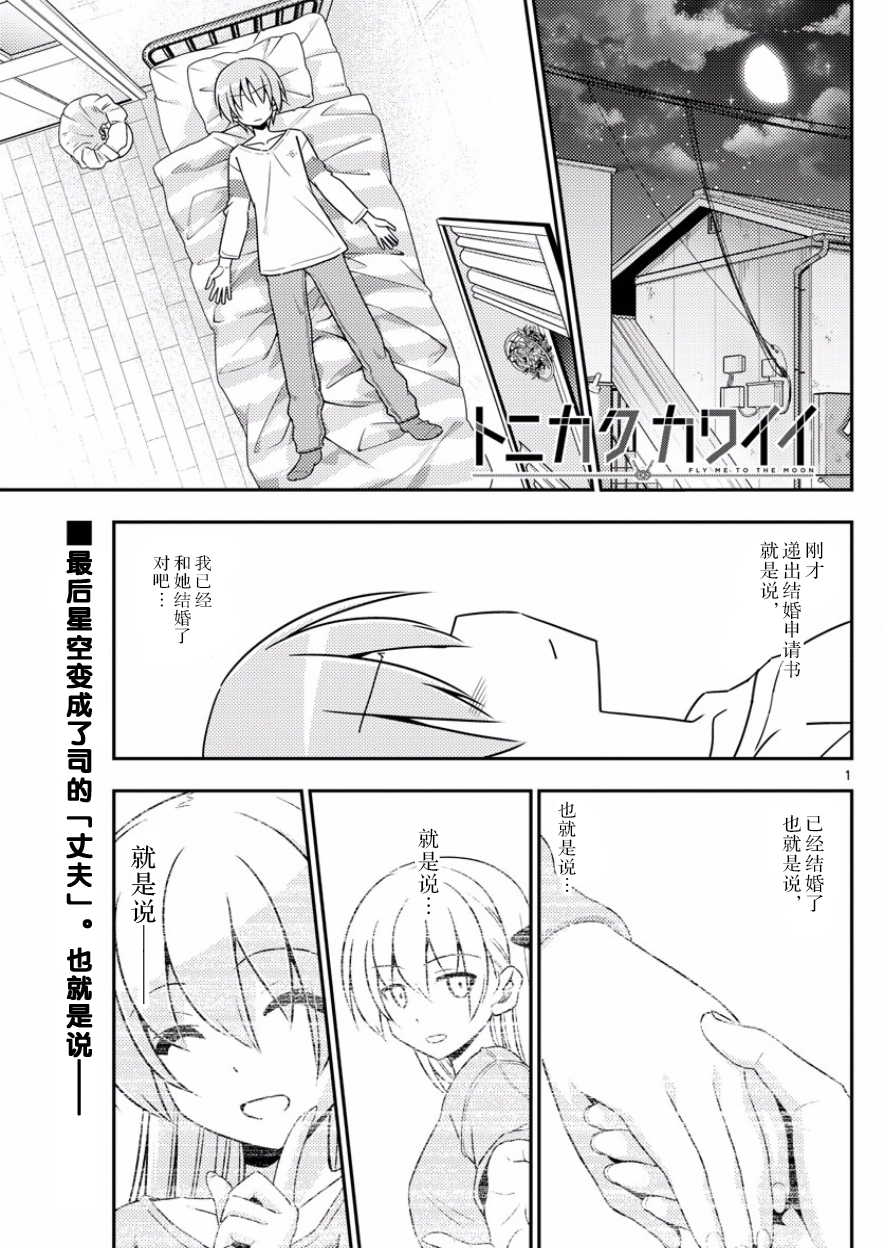 トニカクカワイイ
FLY ME TO THE MOON
刚才
递出结婚申请书
就是说，
我已经
和她结婚了
对吧…
1
已经结婚了
也就是说，
也就是说…
就是说…
就是说——
■最后星空变成了司的「丈夫」。也就是说——